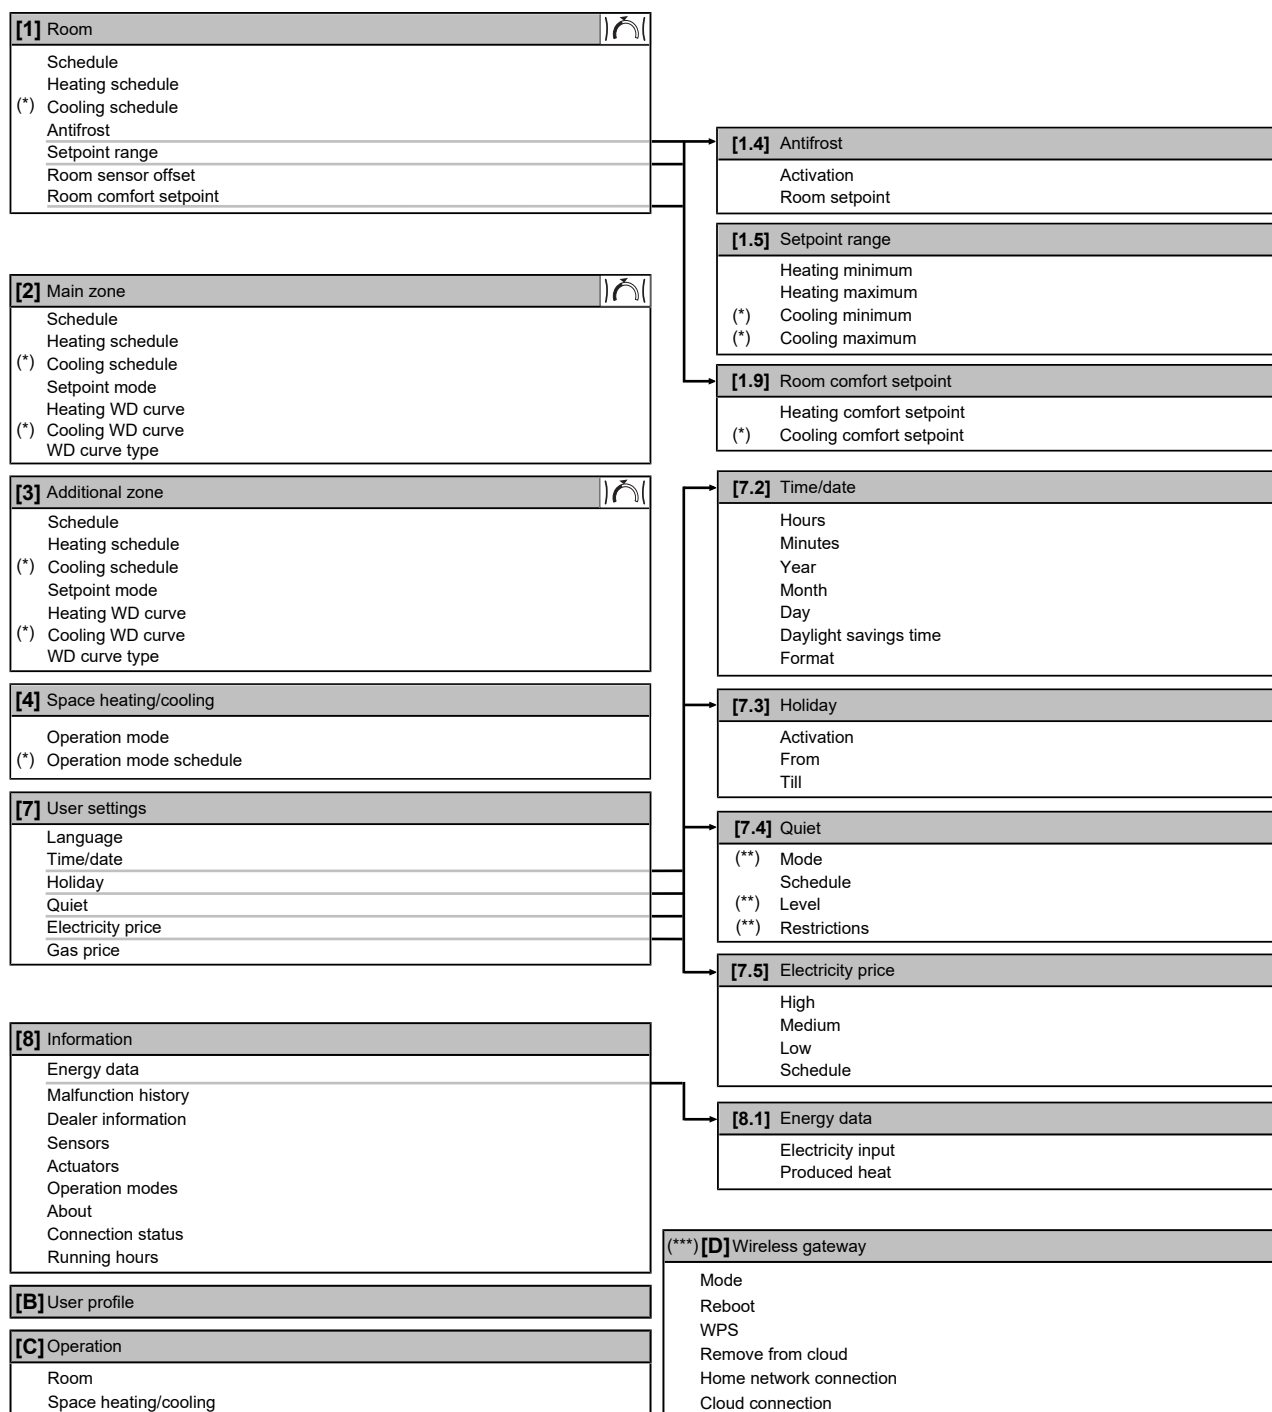 [1] Room
Schedule
Heating schedule
(*) Cooling schedule
Antifrost
Setpoint range
Room sensor offset
Room comfort setpoint
[1.4] Antifrost
Activation
Room setpoint
[1.5] Setpoint range
Heating minimum
Heating maximum
(*) Cooling minimum
(*) Cooling maximum
[1.9] Room comfort setpoint
Heating comfort setpoint
(*) Cooling comfort setpoint
[2] Main zone
Schedule
Heating schedule
(*) Cooling schedule
Setpoint mode
Heating WD curve
(*) Cooling WD curve
WD curve type
[3] Additional zone
Schedule
Heating schedule
(*) Cooling schedule
Setpoint mode
Heating WD curve
(*) Cooling WD curve
WD curve type
[4] Space heating/cooling
Operation mode
(*) Operation mode schedule
[7] User settings
Language
Time/date
Holiday
Quiet
Electricity price
Gas price
[7.2] Time/date
Hours
Minutes
Year
Month
Day
Daylight savings time
Format
[7.3] Holiday
Activation
From
Till
[7.4] Quiet
(**) Mode
Schedule
(**) Level
(**) Restrictions
[7.5] Electricity price
High
Medium
Low
Schedule
[8] Information
Energy data
Malfunction history
Dealer information
Sensors
Actuators
Operation modes
About
Connection status
Running hours
[8.1] Energy data
Electricity input
Produced heat
[B] User profile
[C] Operation
Room
Space heating/cooling
(***) [D] Wireless gateway
Mode
Reboot
WPS
Remove from cloud
Home network connection
Cloud connection